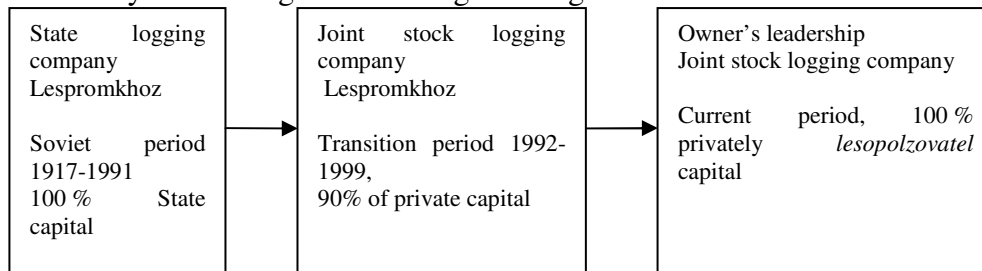 State logging
company
Lespromkhoz
Soviet period
1917-1991
100 % State
capital
Joint stock logging
company
Lespromkhoz
Transition period 1992-
1999,
90% of private capital
Owner's leadership
Joint stock logging company
Current period, 100 %
privately lesopolzovatel
capital